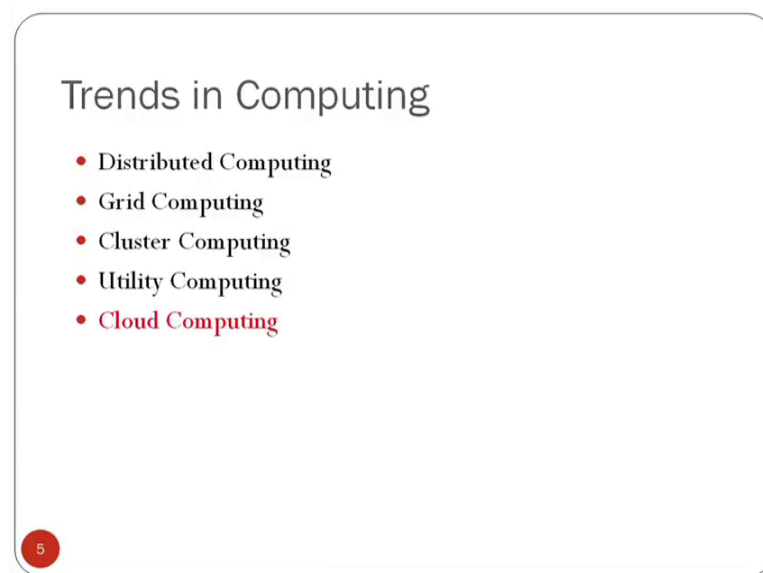 Trends in Computing
Distributed Computing
Grid Computing
Cluster Computing
Utility Computing
Cloud Computing
5